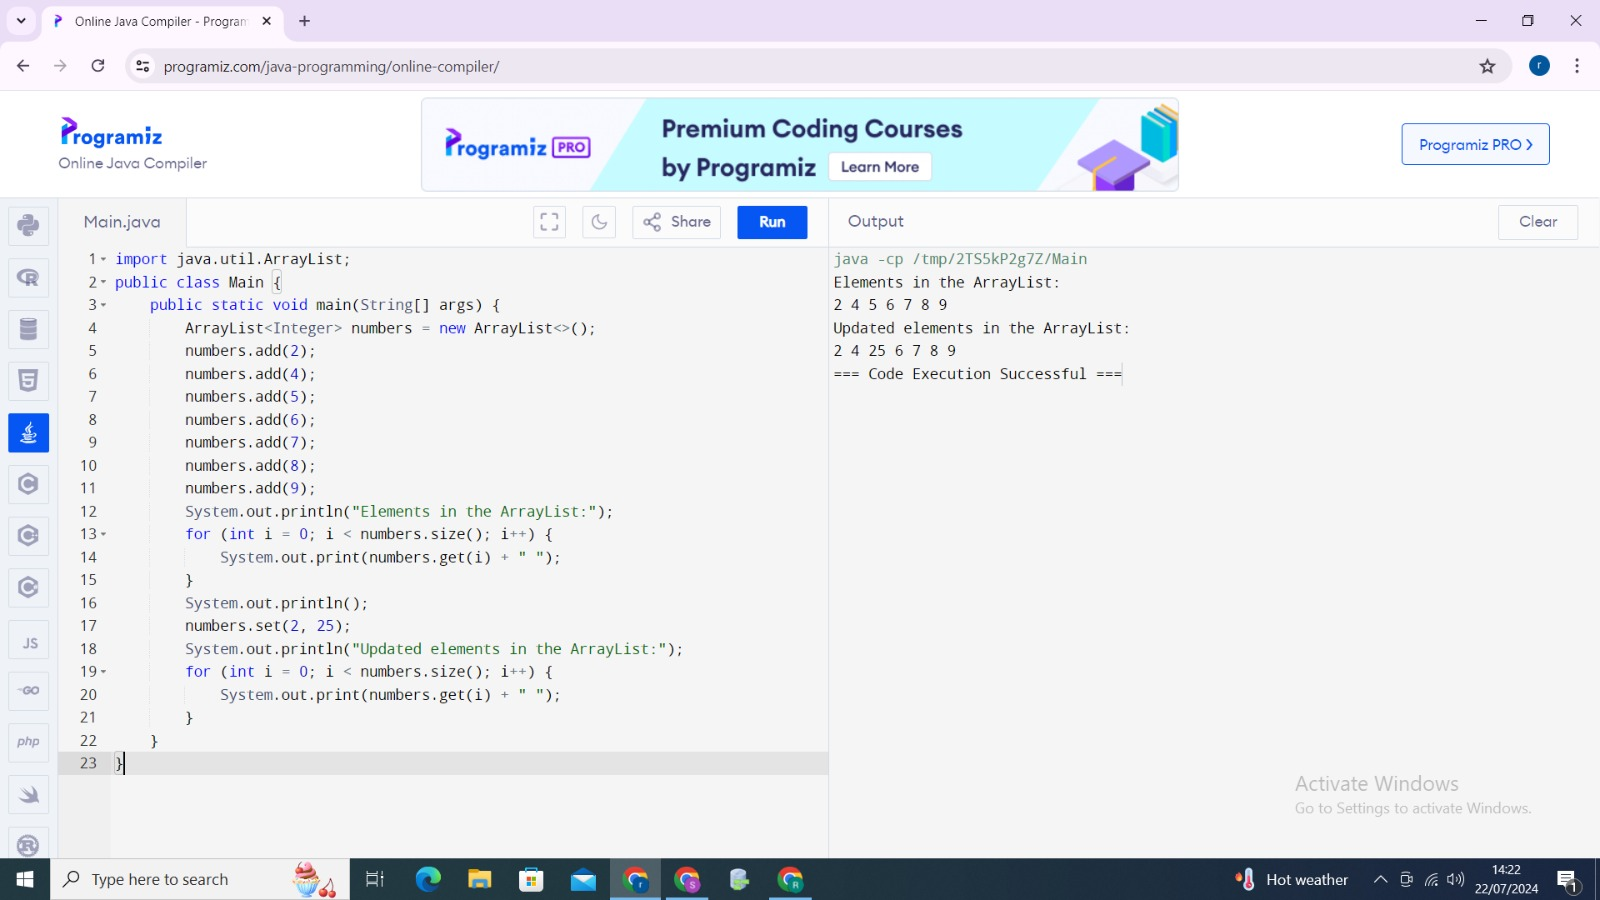 Online Java Compiler - Program
programiz.com/java-programming/online-compiler/
r
Programiz
Online Java Compiler
Programiz PRO
Premium Coding Courses
by Programiz
Learn More
Programiz PRO
Main.java
Share
Run
Output
Clear
1 import java.util.ArrayList;
2 public class Main {
3     public static void main(String[] args) {
4         ArrayList<Integer> numbers = new ArrayList<>();
5         numbers.add(2);
6         numbers.add(4);
7         numbers.add(5);
8         numbers.add(6);
9         numbers.add(7);
10         numbers.add(8);
11         numbers.add(9);
12         System.out.println("Elements in the ArrayList:");
13         for (int i = 0; i < numbers.size(); i++) {
14             System.out.print(numbers.get(i) + " ");
15         }
16         System.out.println();
17         numbers.set(2, 25);
18         System.out.println("Updated elements in the ArrayList:");
19         for (int i = 0; i < numbers.size(); i++) {
20             System.out.print(numbers.get(i) + " ");
21         }
22     }
23 }
java -cp /tmp/2TS5kP2g7Z/Main
Elements in the ArrayList:
2 4 5 6 7 8 9
Updated elements in the ArrayList:
2 4 25 6 7 8 9
=== Code Execution Successful ===
JS
GO
php
Activate Windows
Go to Settings to activate Windows.
Type here to search
Hot weather
14:22
22/07/2024
1